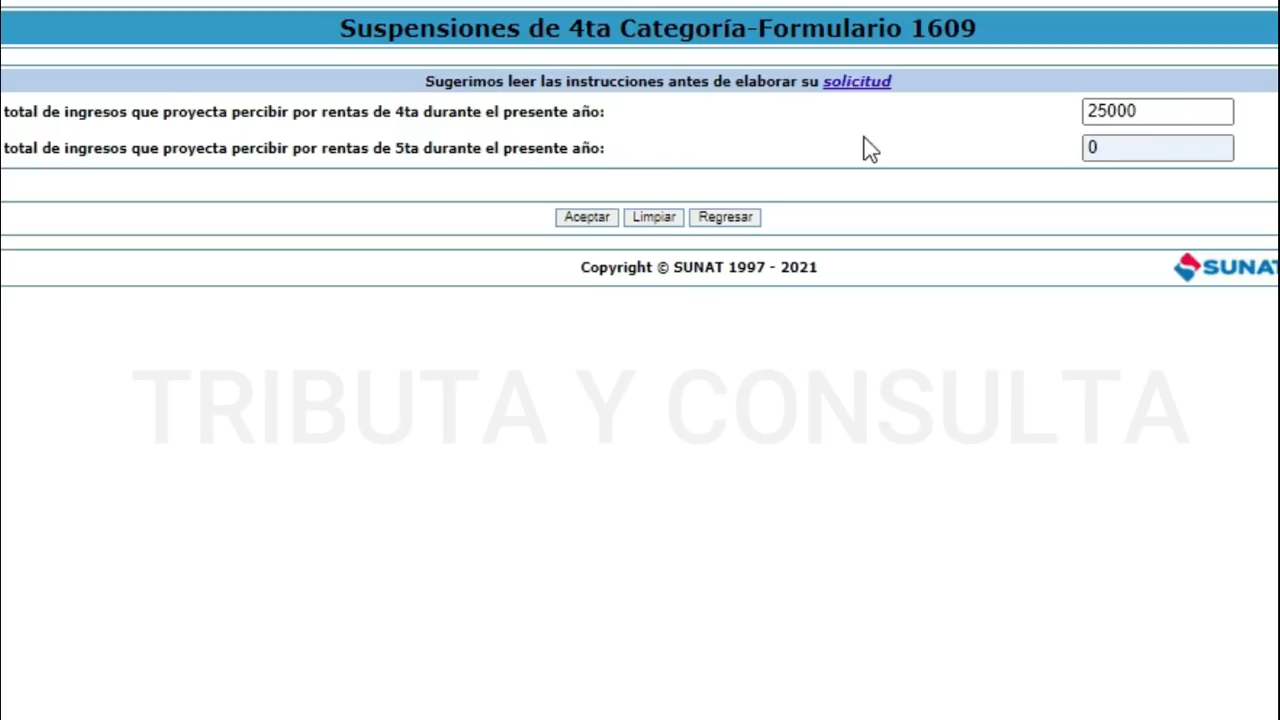 Suspensiones de 4ta Categoría-Formulario 1609
Sugerimos leer las instrucciones antes de elaborar su solicitud
total de ingresos que proyecta percibir por rentas de 4ta durante el presente año: 25000
total de ingresos que proyecta percibir por rentas de 5ta durante el presente año: 0
Aceptar Limpiar Regresar
Copyright © SUNAT 1997 - 2021 SUNAT
TRIBUTA Y CONSULTA